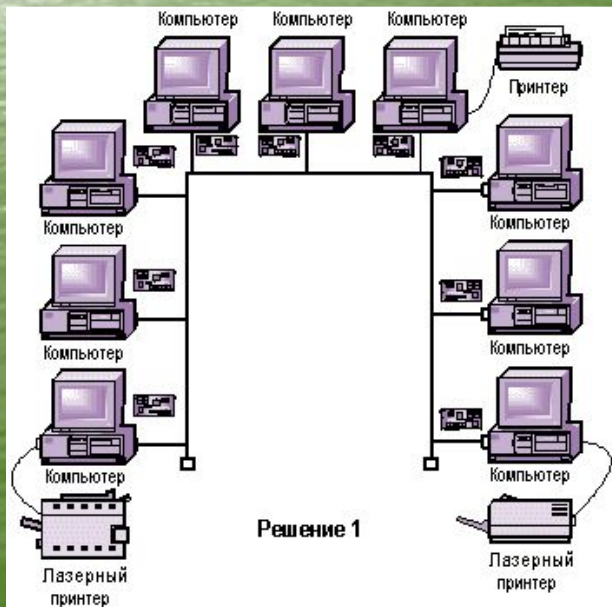 Компьютер
Компьютер
Компьютер
Принтер
Компьютер
Компьютер
Компьютер
Компьютер
Компьютер
Компьютер
Решение 1
Лазерный
принтер
Лазерный
принтер